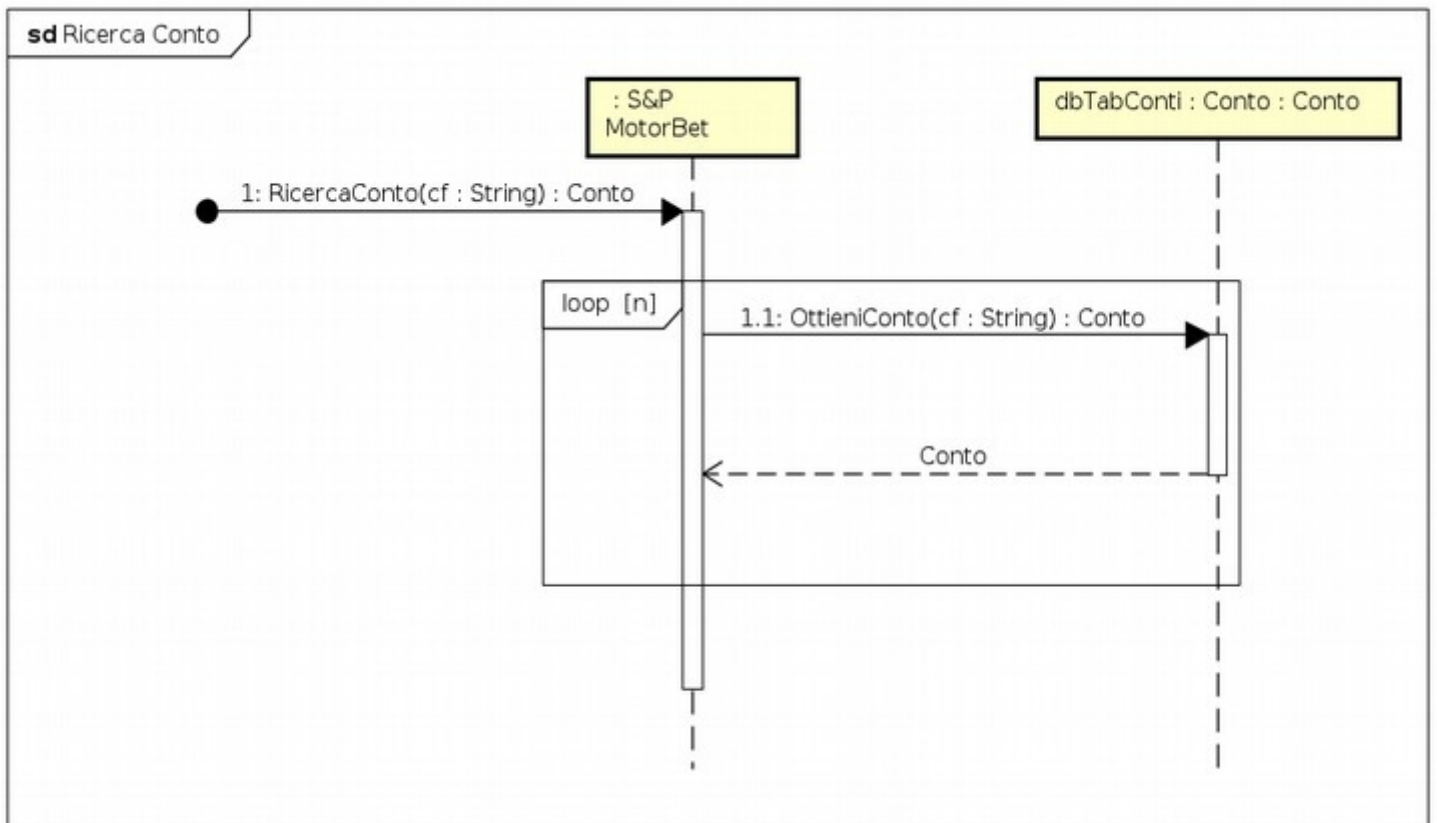 sd Ricerca Conto
: S&P
MotorBet
dbTabConti : Conto : Conto
1: RicercaConto(cf : String) : Conto
loop [n]
1.1: OttieniConto(cf : String) : Conto
Conto